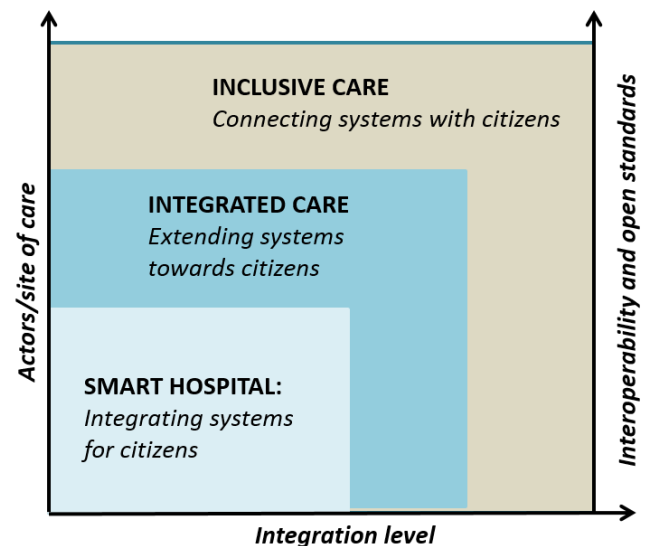 INCLUSIVE CARE
Connecting systems with citizens
INTEGRATED CARE
Extending systems
towards citizens
SMART HOSPITAL:
Integrating systems
for citizens
Actors/site of care
Interoperability and open standards
Integration level